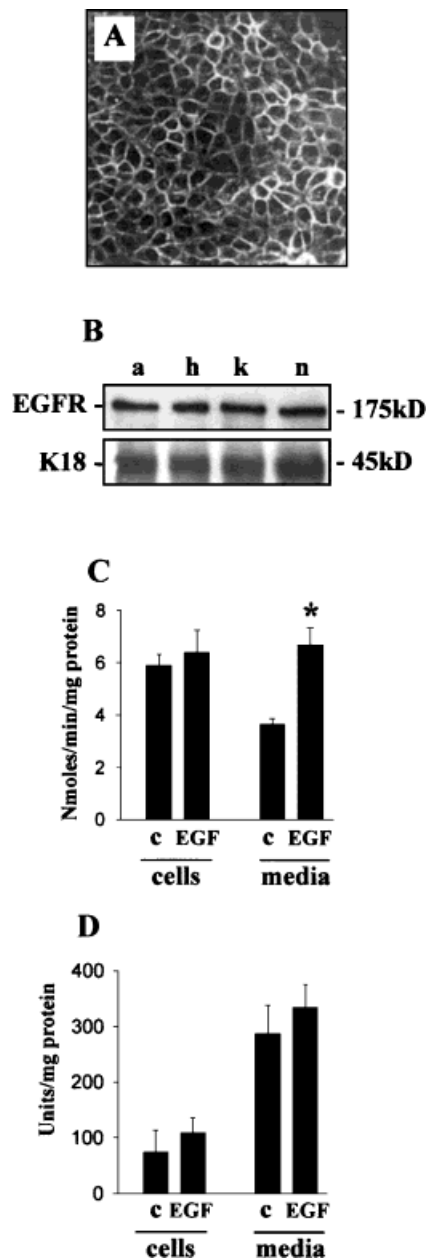 A
B
a h k n
EGFR - - 175kD
K18 - - 45kD
C
Nmoles/min/mg protein
8
6
4
2
0
*
c EGF c EGF
cells media
D
Units/mg protein
400
300
200
100
0
c EGF c EGF
cells media